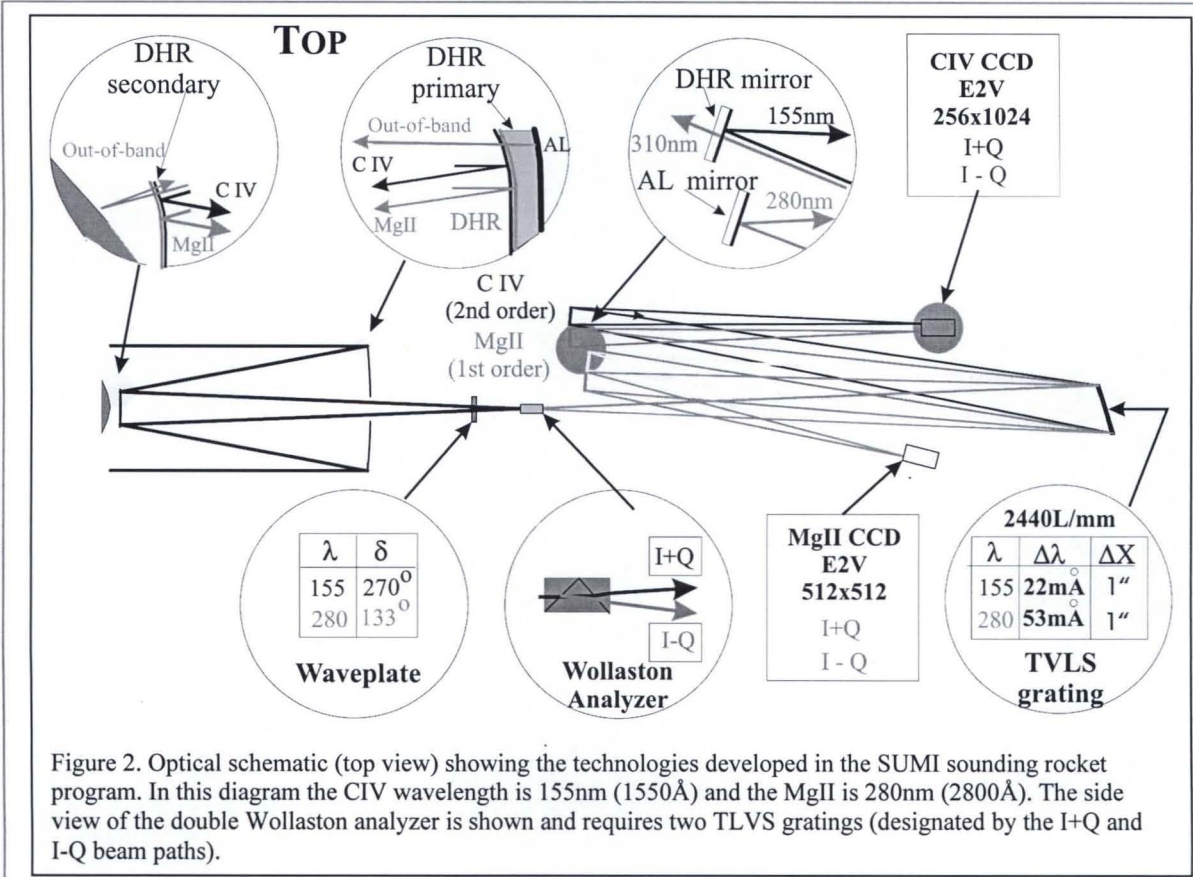 TOP
DHR
secondary
Out-of-band
C IV
MgII
DHR
primary
Out-of-band
AL
C IV
MgII
DHR
DHR mirror
155nm
310nm
AL mirror
280nm
CIV CCD
E2V
256x1024
I+Q
I - Q
C IV
(2nd order)
MgII
(1st order)
λ δ
155 270°
280 133°
Waveplate
I+Q
I-Q
Wollaston
Analyzer
MgII CCD
E2V
512x512
I+Q
I - Q
2440L/mm
λ Δλ ΔX
155 22mÅ 1“
280 53mÅ 1“
TVLS
grating
Figure 2. Optical schematic (top view) showing the technologies developed in the SUMI sounding rocket
program. In this diagram the CIV wavelength is 155nm (1550Å) and the MgII is 280nm (2800Å). The side
view of the double Wollaston analyzer is shown and requires two TLVS gratings (designated by the I+Q and
I-Q beam paths).